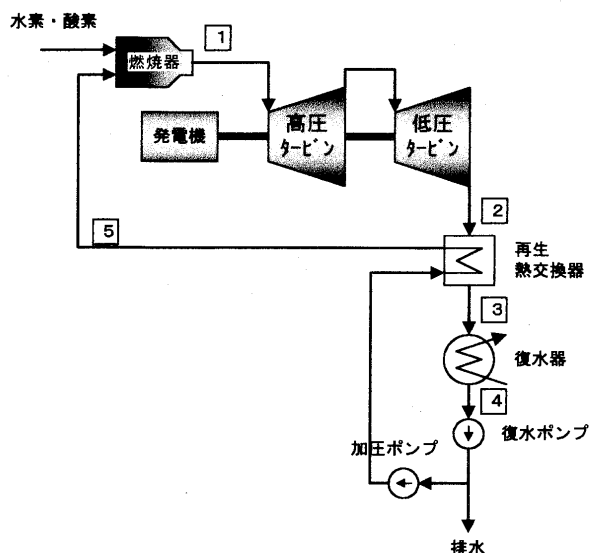 水素・酸素
1
燃焼器
高圧
ﾀｰﾋﾞﾝ
低圧
ﾀｰﾋﾞﾝ
発電機
2
5
再生
熱交換器
3
復水器
4
復水ポンプ
加圧ポンプ
排水